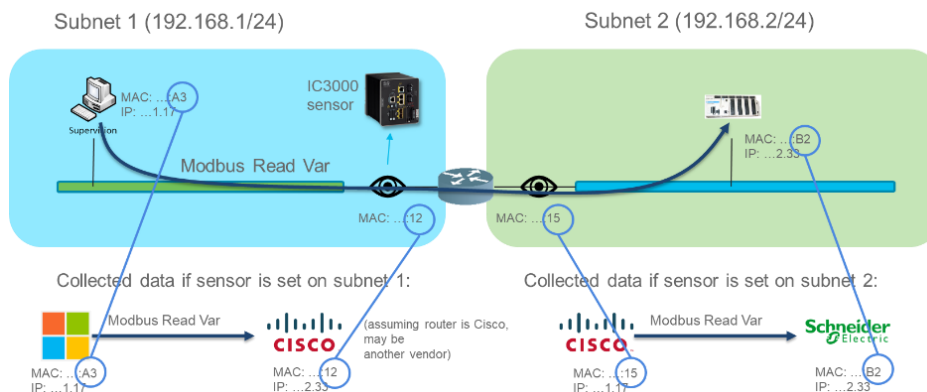 Subnet 1 (192.168.1/24)
Subnet 2 (192.168.2/24)
IC3000
sensor
MAC: ...:A3
IP: ...1.17
Supervision
MAC: ...:B2
IP: ...2.33
Modbus Read Var
MAC: ...:12
MAC: ...:15
Collected data if sensor is set on subnet 1:
Collected data if sensor is set on subnet 2:
Modbus Read Var
CISCO
(assuming router is Cisco,
may be
another vendor)
CISCO
Modbus Read Var
Schneider
Electric
MAC: ...:A3
IP: ...1.17
MAC: ...:12
IP: ...2.33
MAC: ...:15
IP: ...1.17
MAC: ...:B2
IP: ...2.33